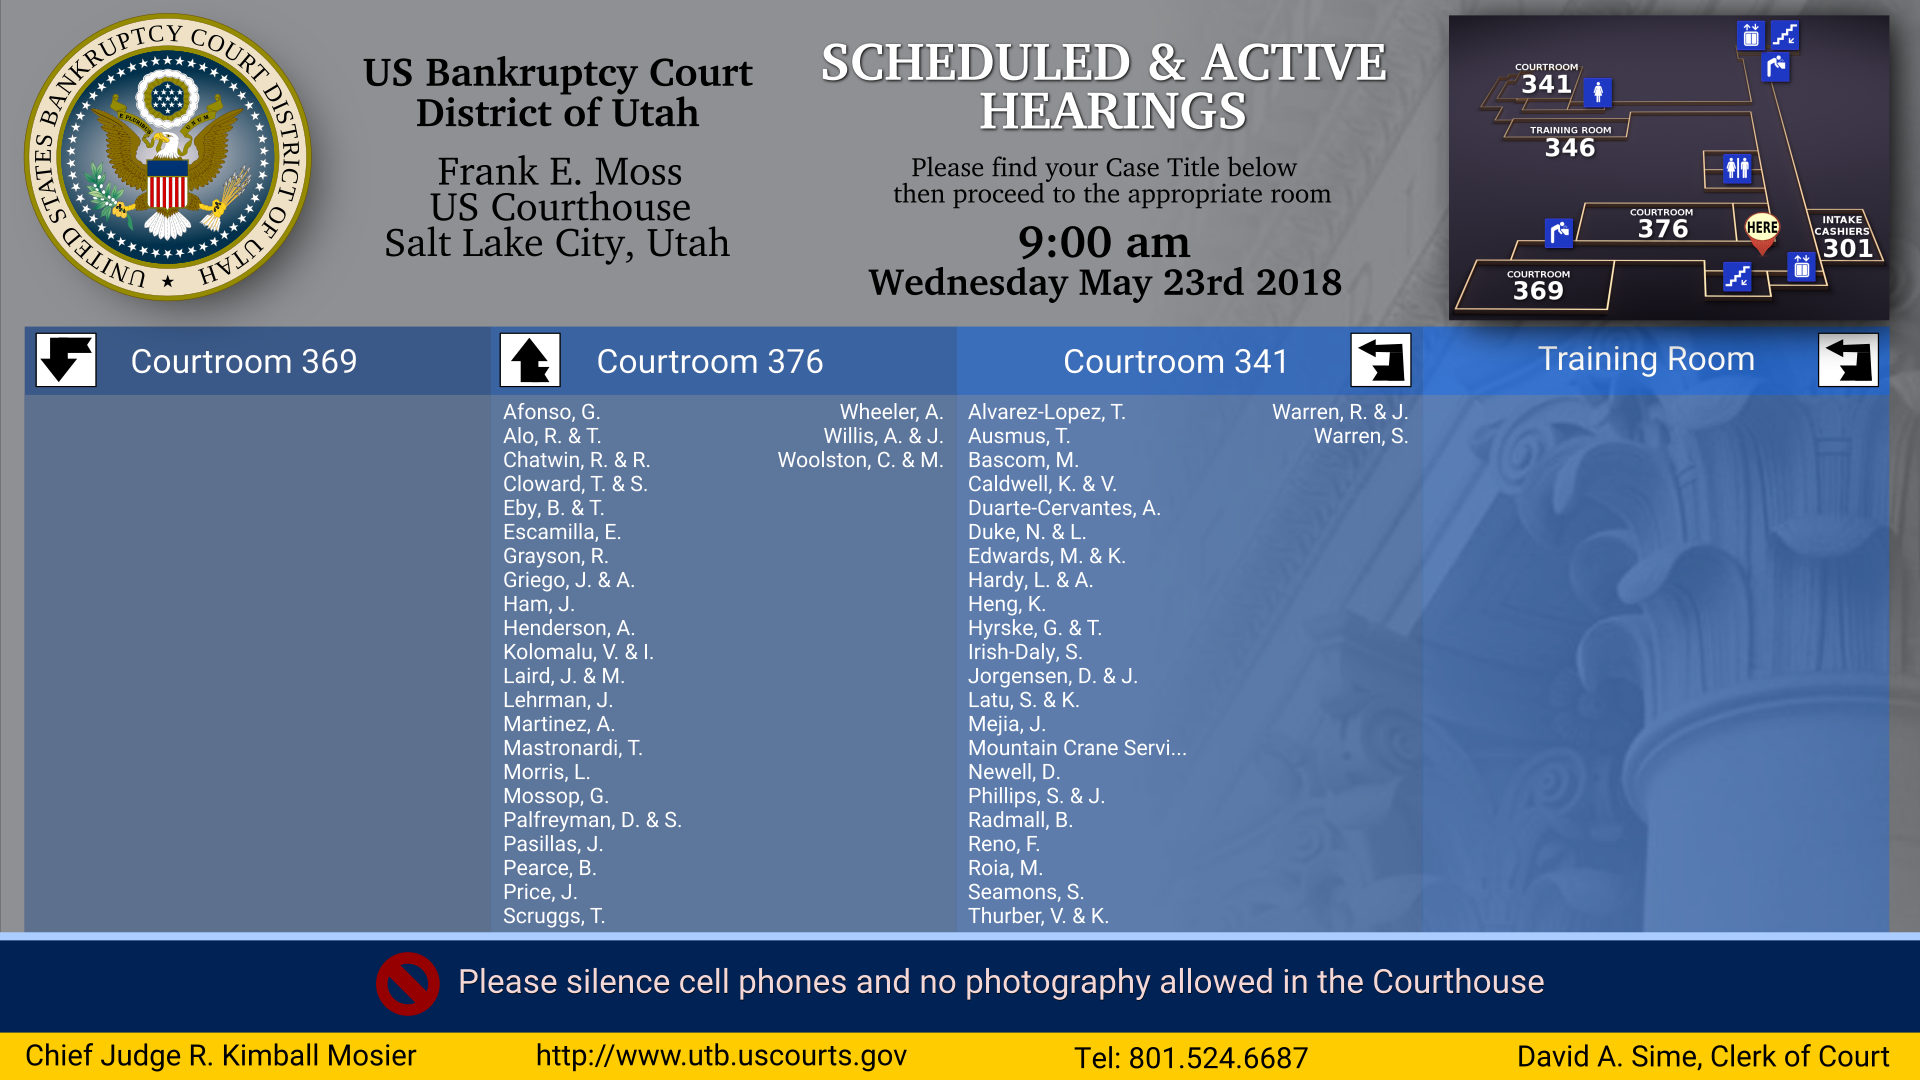 UNITED STATES BANKRUPTCY COURT DISTRICT OF UTAH ★
E PLURIBUS UNUM
US Bankruptcy Court
District of Utah
Frank E. Moss
US Courthouse
Salt Lake City, Utah
SCHEDULED & ACTIVE
HEARINGS
Please find your Case Title below
then proceed to the appropriate room
9:00 am
Wednesday May 23rd 2018
COURTROOM
341
TRAINING ROOM
346
COURTROOM
376
HERE
INTAKE
CASHIERS
301
COURTROOM
369
Courtroom 369
Courtroom 376
Afonso, G.
Alo, R. & T.
Chatwin, R. & R.
Cloward, T. & S.
Eby, B. & T.
Escamilla, E.
Grayson, R.
Griego, J. & A.
Ham, J.
Henderson, A.
Kolomalu, V. & I.
Laird, J. & M.
Lehrman, J.
Martinez, A.
Mastronardi, T.
Morris, L.
Mossop, G.
Palfreyman, D. & S.
Pasillas, J.
Pearce, B.
Price, J.
Scruggs, T.
Wheeler, A.
Willis, A. & J.
Woolston, C. & M.
Courtroom 341
Alvarez-Lopez, T.
Ausmus, T.
Bascom, M.
Caldwell, K. & V.
Duarte-Cervantes, A.
Duke, N. & L.
Edwards, M. & K.
Hardy, L. & A.
Heng, K.
Hyrske, G. & T.
Irish-Daly, S.
Jorgensen, D. & J.
Latu, S. & K.
Mejia, J.
Mountain Crane Servi...
Newell, D.
Phillips, S. & J.
Radmall, B.
Reno, F.
Roia, M.
Seamons, S.
Thurber, V. & K.
Warren, R. & J.
Warren, S.
Training Room
Please silence cell phones and no photography allowed in the Courthouse
Chief Judge R. Kimball Mosier
http://www.utb.uscourts.gov
Tel: 801.524.6687
David A. Sime, Clerk of Court